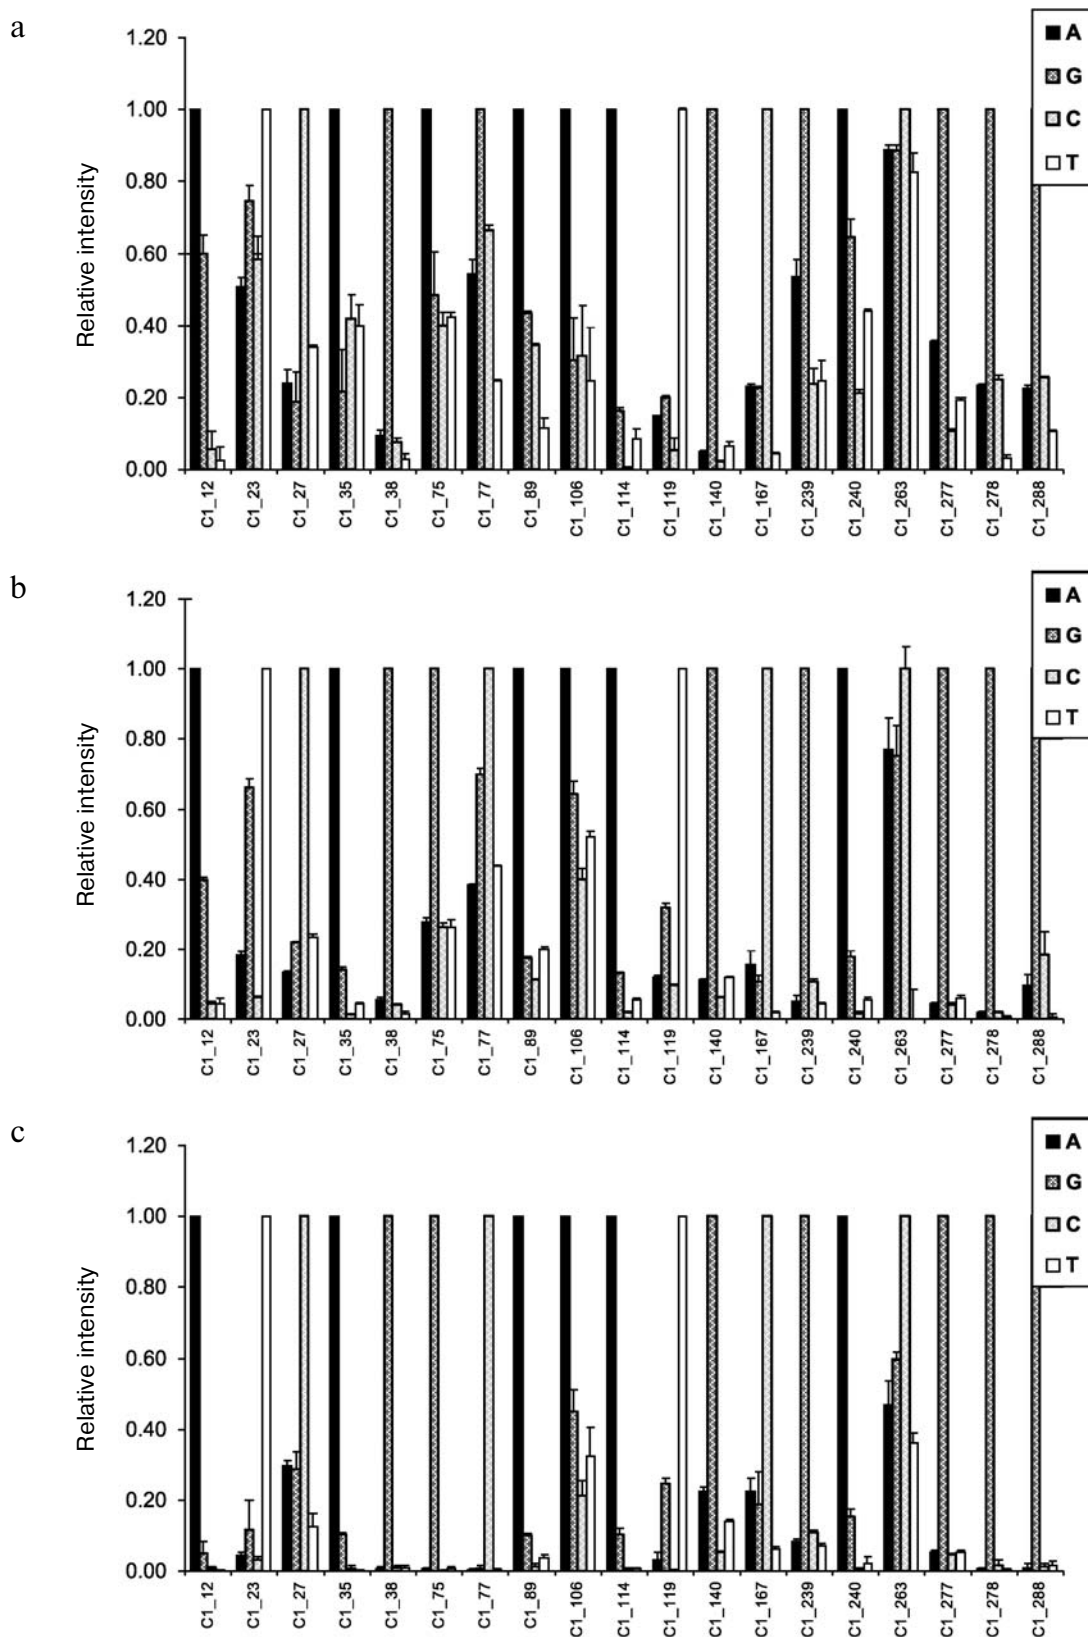 a
1.20
1.00
0.80
0.60
0.40
0.20
0.00
Relative intensity
A
G
C
T
C1_12
C1_23
C1_27
C1_35
C1_38
C1_75
C1_77
C1_89
C1_106
C1_114
C1_119
C1_140
C1_167
C1_239
C1_240
C1_263
C1_277
C1_278
C1_288
b
1.20
1.00
0.80
0.60
0.40
0.20
0.00
Relative intensity
A
G
C
T
C1_12
C1_23
C1_27
C1_35
C1_38
C1_75
C1_77
C1_89
C1_106
C1_114
C1_119
C1_140
C1_167
C1_239
C1_240
C1_263
C1_277
C1_278
C1_288
c
1.20
1.00
0.80
0.60
0.40
0.20
0.00
Relative intensity
A
G
C
T
C1_12
C1_23
C1_27
C1_35
C1_38
C1_75
C1_77
C1_89
C1_106
C1_114
C1_119
C1_140
C1_167
C1_239
C1_240
C1_263
C1_277
C1_278
C1_288